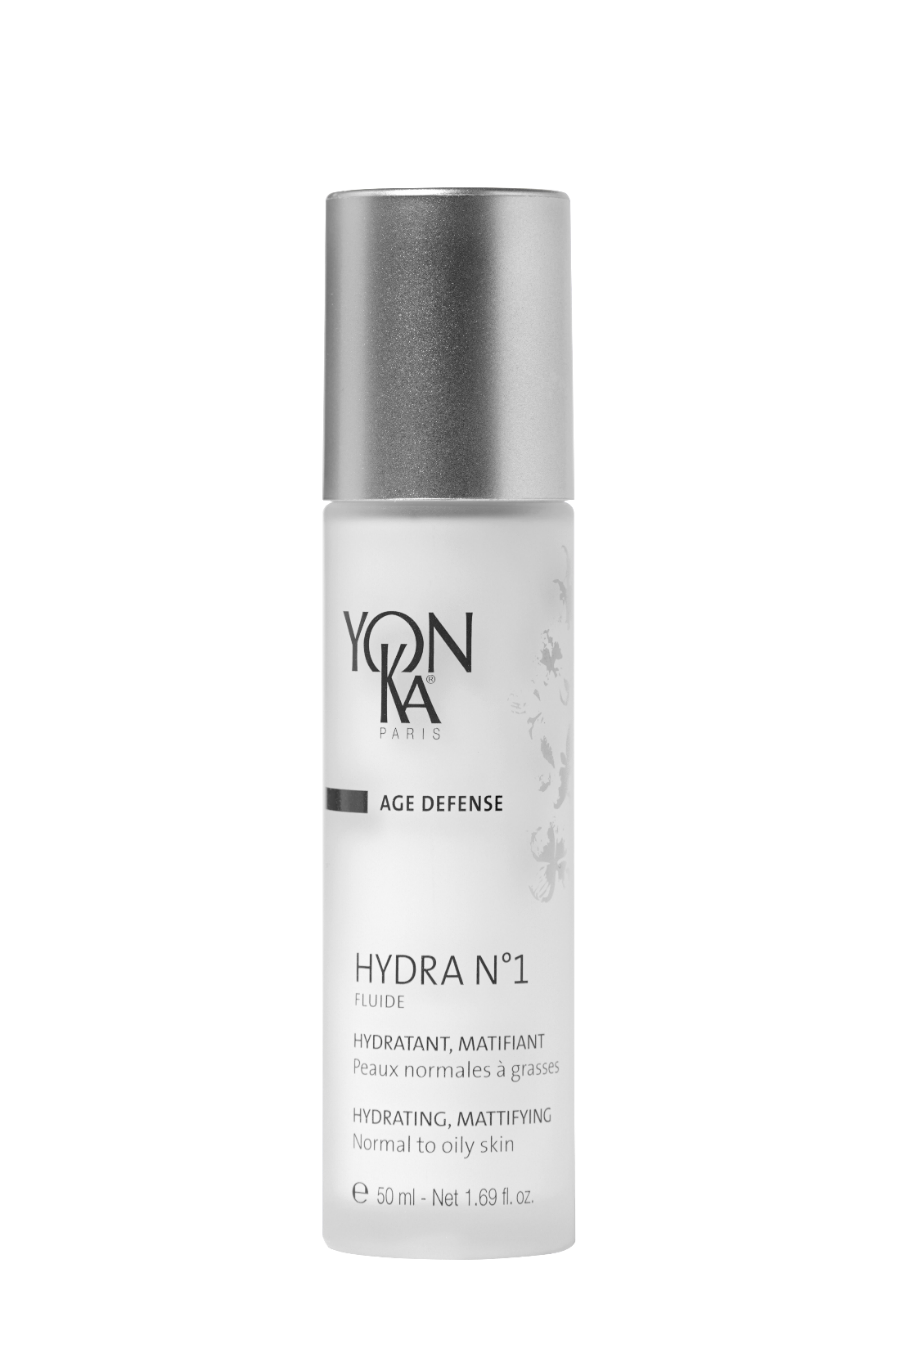 YON
KA®
PARIS
AGE DEFENSE
HYDRA N°1
FLUIDE
HYDRATANT, MATIFIANT
Peaux normales à grasses
HYDRATING, MATTIFYING
Normal to oily skin
℮ 50 ml - Net 1.69 fl. oz.